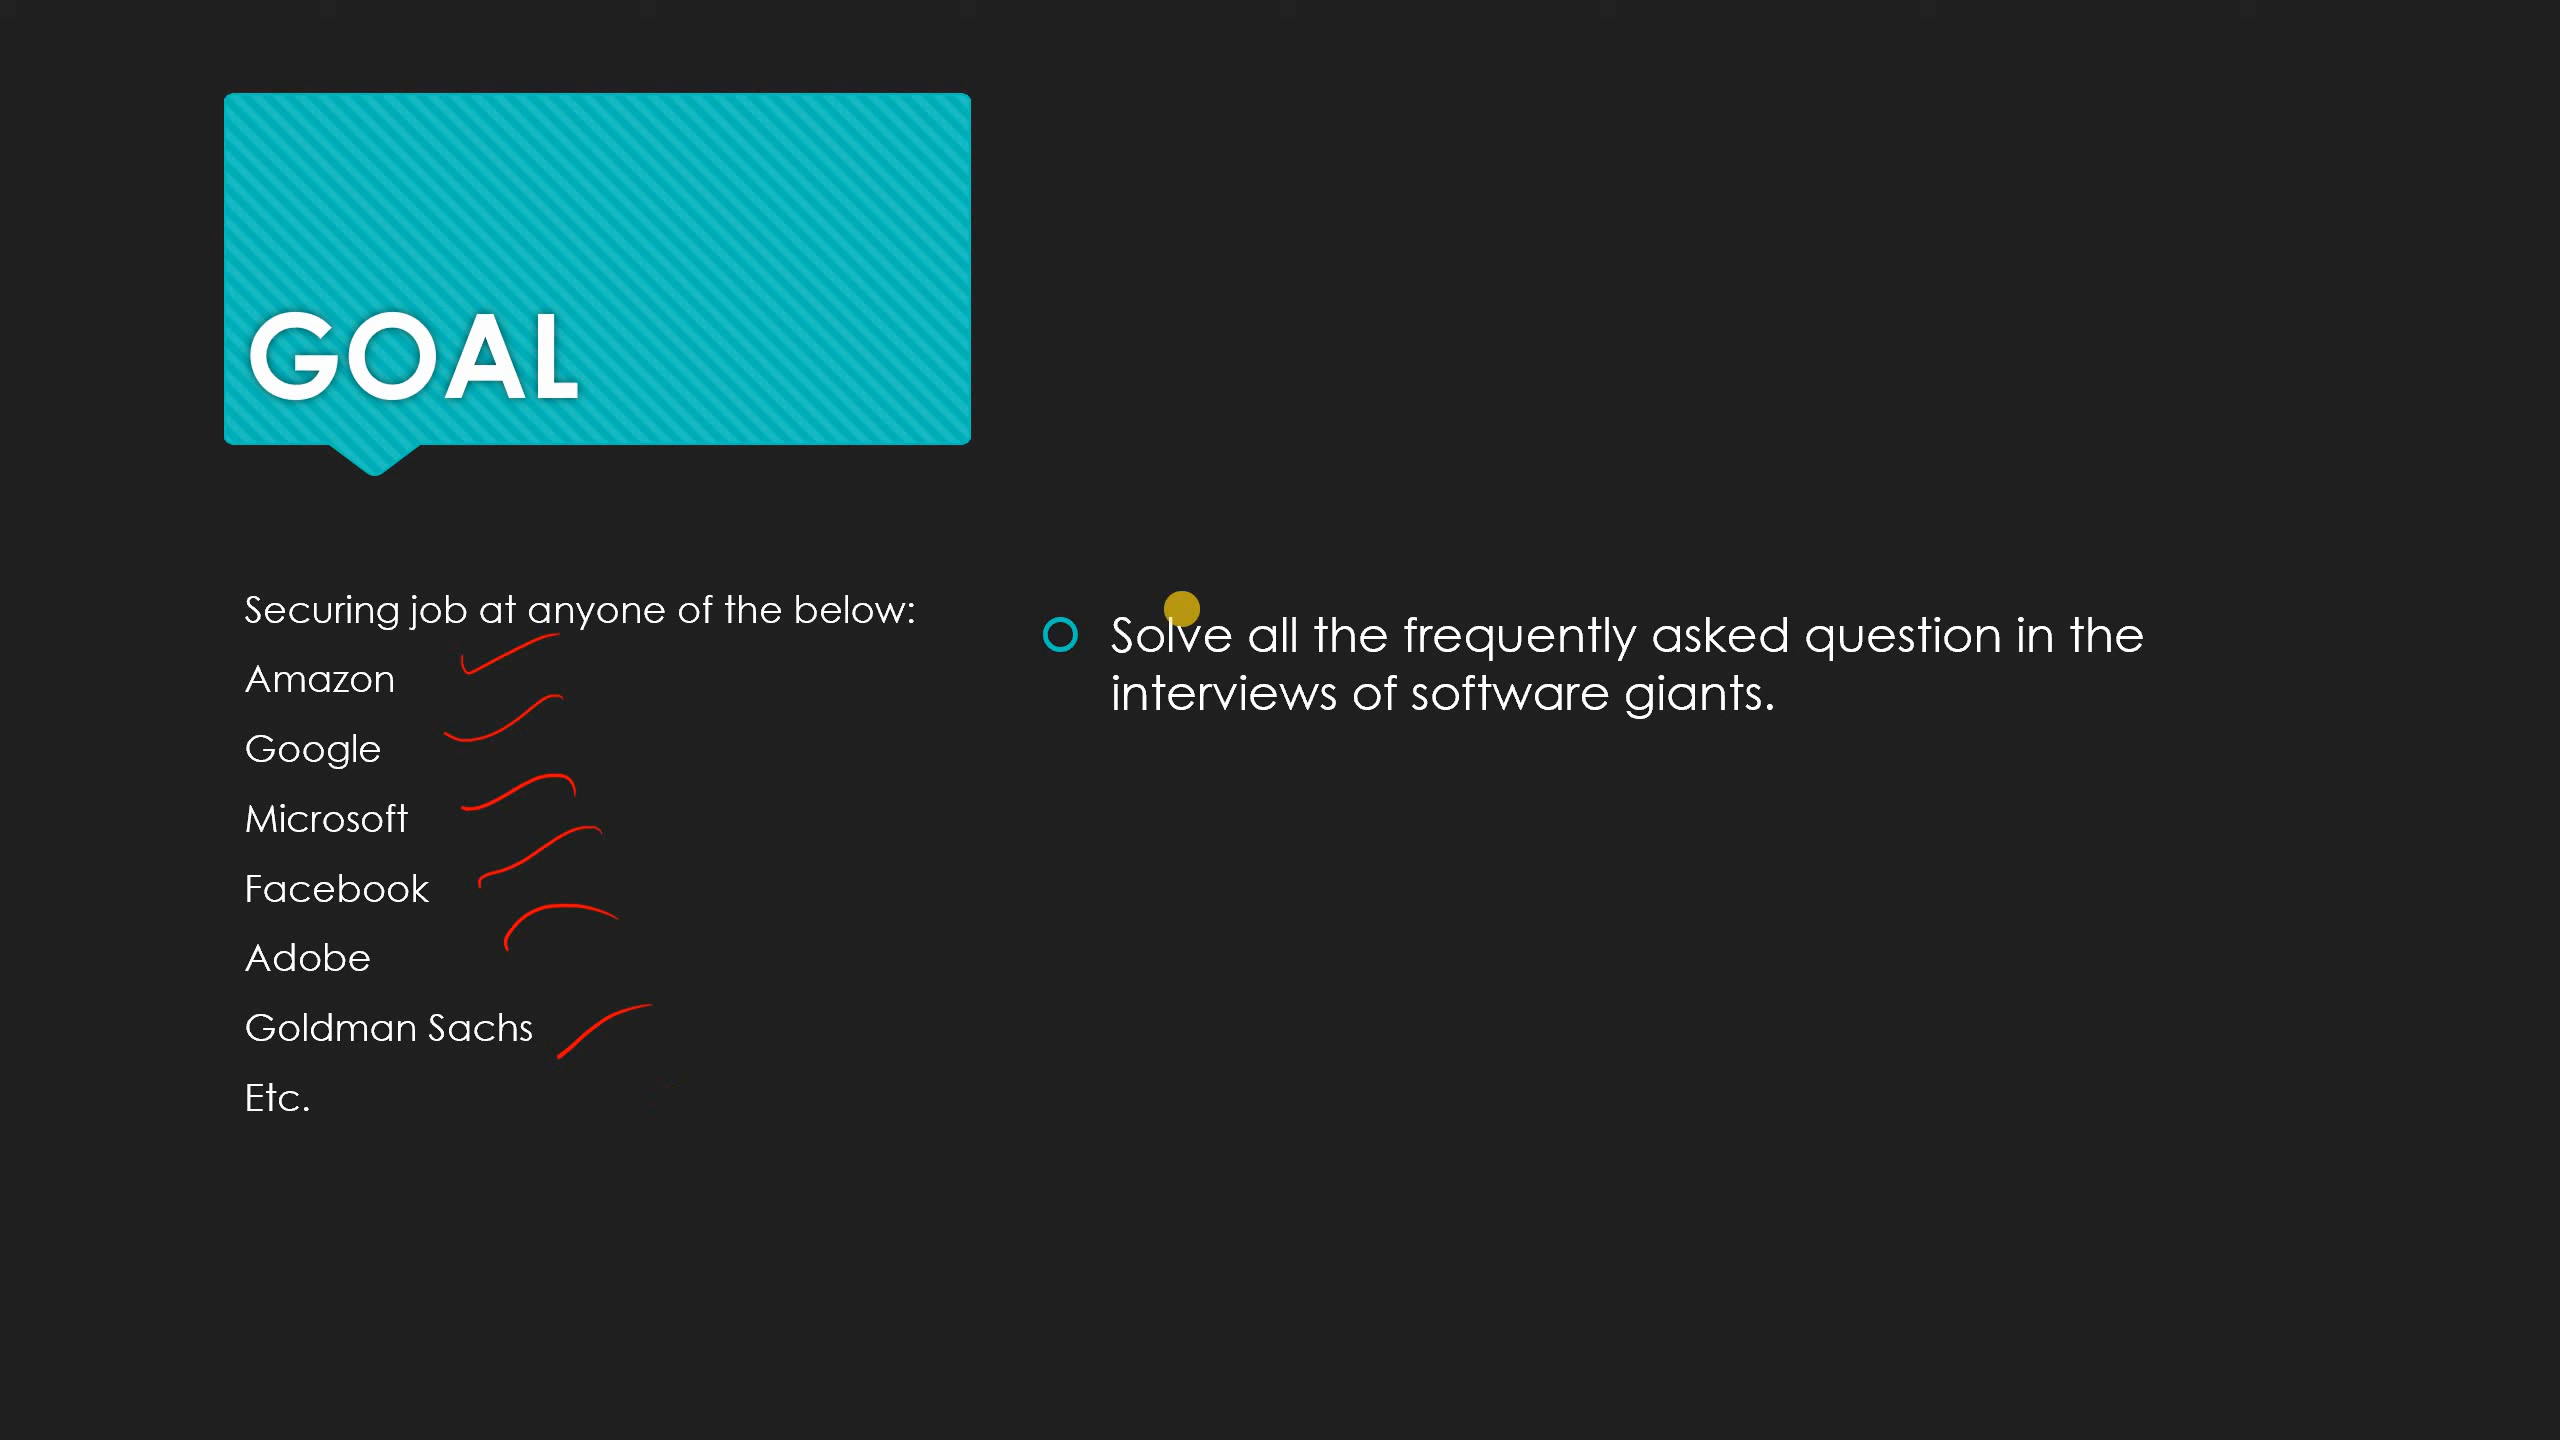 GOAL
Securing job at anyone of the below:
Amazon
Google
Microsoft
Facebook
Adobe
Goldman Sachs
Etc.
Solve all the frequently asked question in the
interviews of software giants.